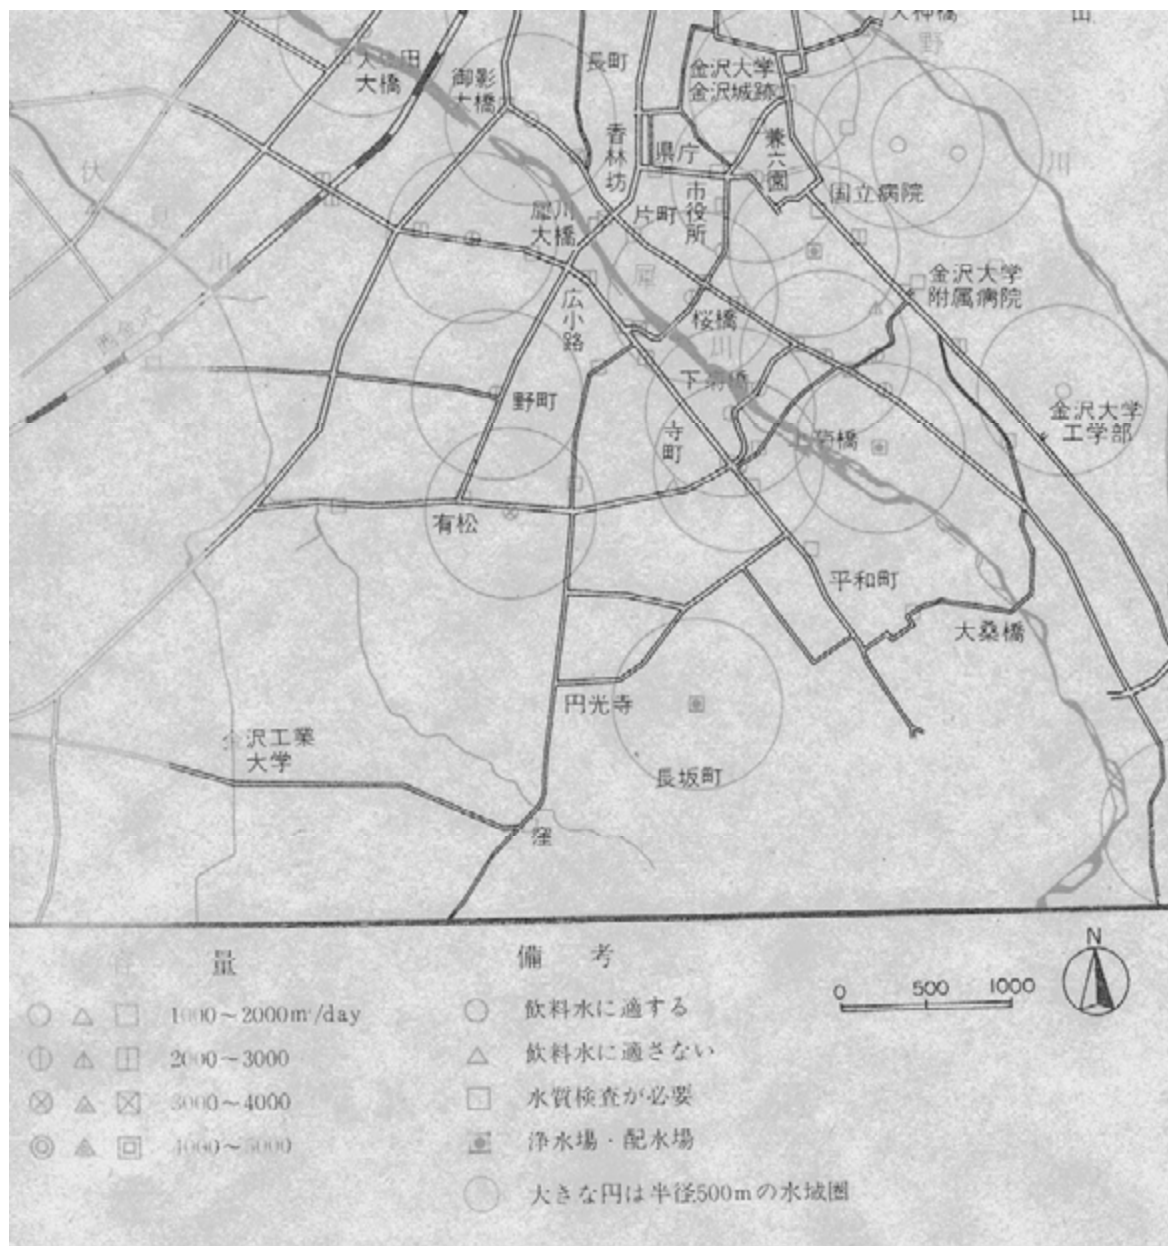 大橋
御影
大橋
長町
金沢大学
金沢城跡
野
香林坊
県庁
兼六園
川
伏
国立病院
市役所
片町
犀川
大橋
犀
川
金沢大学
附属病院
広小路
桜橋
川
野町
寺町
金沢大学
工学部
有松
平和町
大桑橋
円光寺
沢工業
大学
長坂町
窪
量
備考
N
0 500 1000
1000~2000m³/day
2000~3000
3000~4000
飲料水に適する
飲料水に適さない
水質検査が必要
浄水場・配水場
大きな円は半径500mの水域圏